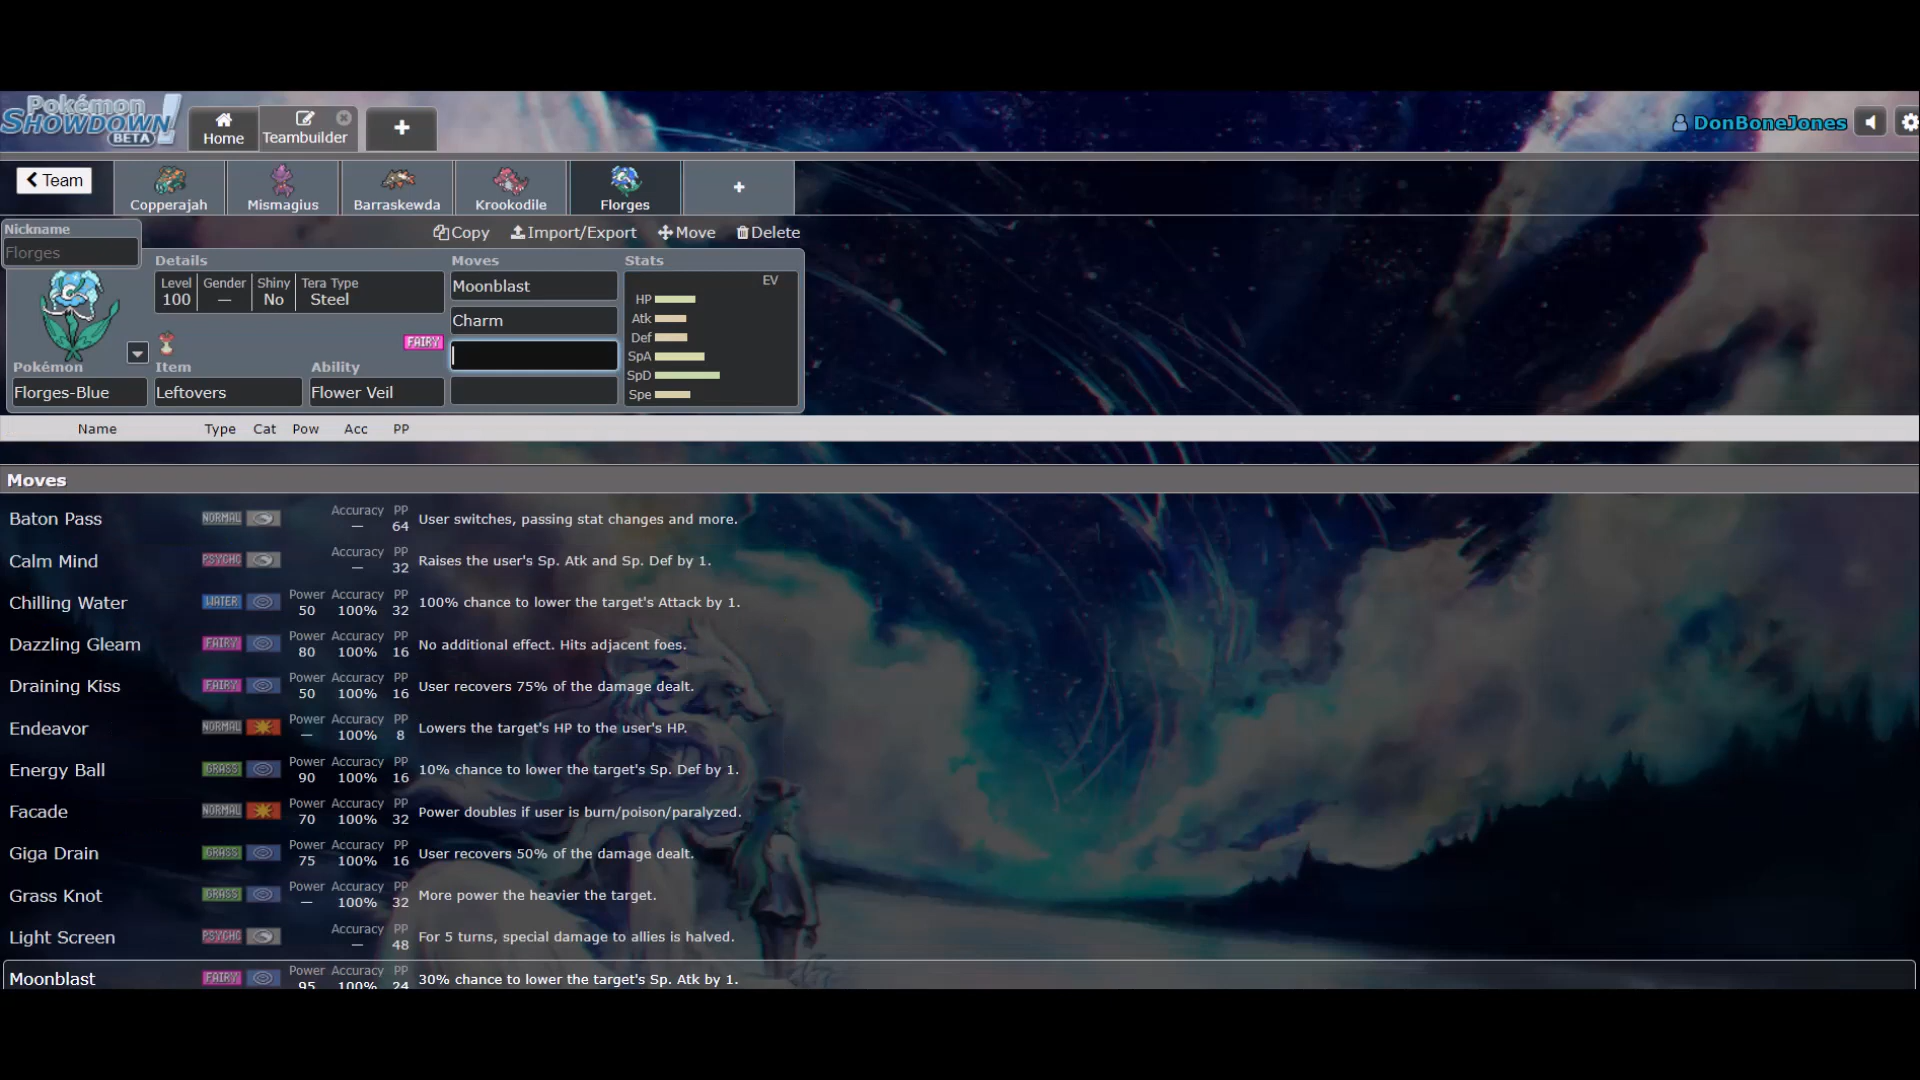 Pokémon
SHOWDOWN!
BETA
Home
Teambuilder
+
DonBoneJones
Team
Copperajah
Mismagius
Barraskewda
Krookodile
Florges
+
Nickname
Florges
Copy
Import/Export
Move
Delete
Details
Moves
Stats
Level Gender Shiny Tera Type
100 — No Steel
Moonblast
Charm
EV
HP
Atk
Def
SpA
SpD
Spe
FAIRY
Pokémon Item Ability
Florges-Blue Leftovers Flower Veil
Name Type Cat Pow Acc PP
Moves
Baton Pass NORMAL Accuracy — PP 64 User switches, passing stat changes and more.
Calm Mind PSYCHC Accuracy — PP 32 Raises the user's Sp. Atk and Sp. Def by 1.
Chilling Water WATER Power 50 Accuracy 100% PP 32 100% chance to lower the target's Attack by 1.
Dazzling Gleam FAIRY Power 80 Accuracy 100% PP 16 No additional effect. Hits adjacent foes.
Draining Kiss FAIRY Power 50 Accuracy 100% PP 16 User recovers 75% of the damage dealt.
Endeavor NORMAL Power — Accuracy 100% PP 8 Lowers the target's HP to the user's HP.
Energy Ball GRASS Power 90 Accuracy 100% PP 16 10% chance to lower the target's Sp. Def by 1.
Facade NORMAL Power 70 Accuracy 100% PP 32 Power doubles if user is burn/poison/paralyzed.
Giga Drain GRASS Power 75 Accuracy 100% PP 16 User recovers 50% of the damage dealt.
Grass Knot GRASS Power — Accuracy 100% PP 32 More power the heavier the target.
Light Screen PSYCHC Accuracy — PP 48 For 5 turns, special damage to allies is halved.
Moonblast FAIRY Power 95 Accuracy 100% PP 24 30% chance to lower the target's Sp. Atk by 1.